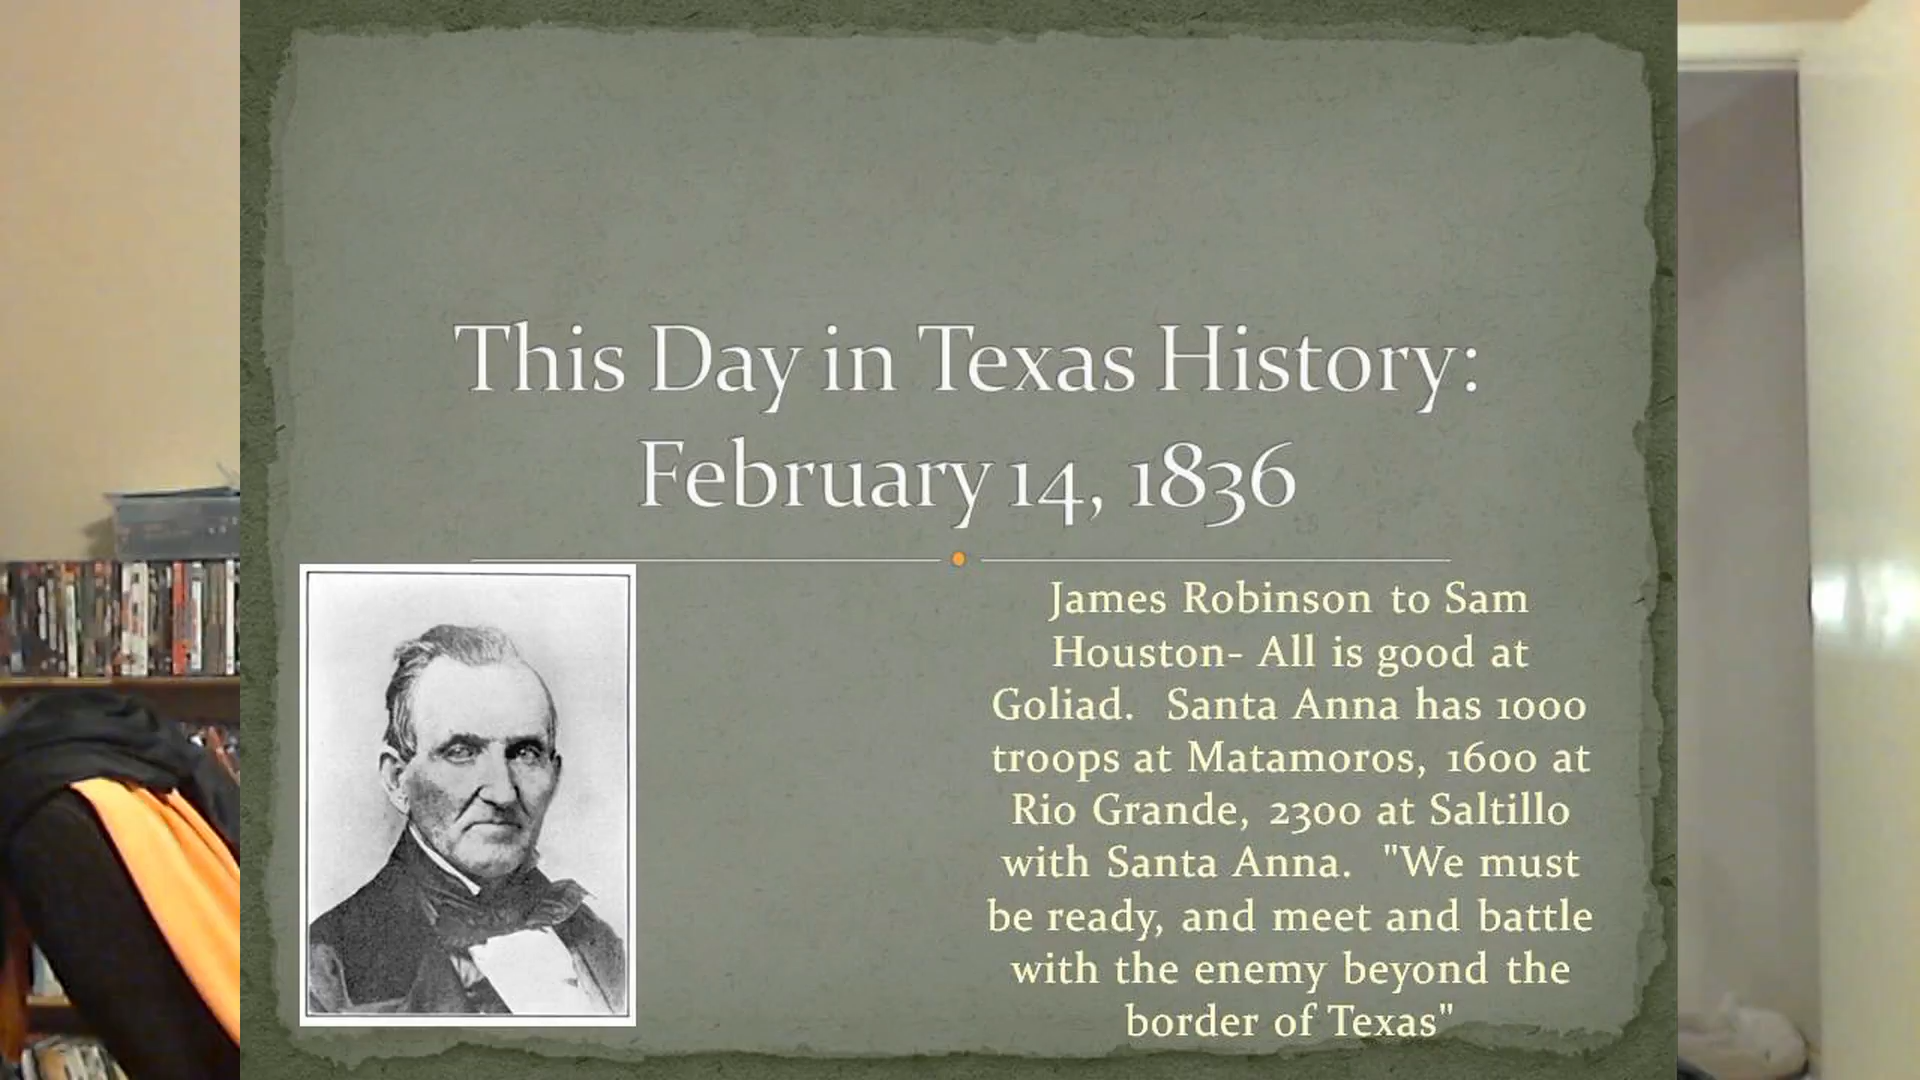 This Day in Texas History:
February 14, 1836
James Robinson to Sam
Houston- All is good at
Goliad.  Santa Anna has 1000
troops at Matamoros, 1600 at
Rio Grande, 2300 at Saltillo
with Santa Anna.  "We must
be ready, and meet and battle
with the enemy beyond the
border of Texas"